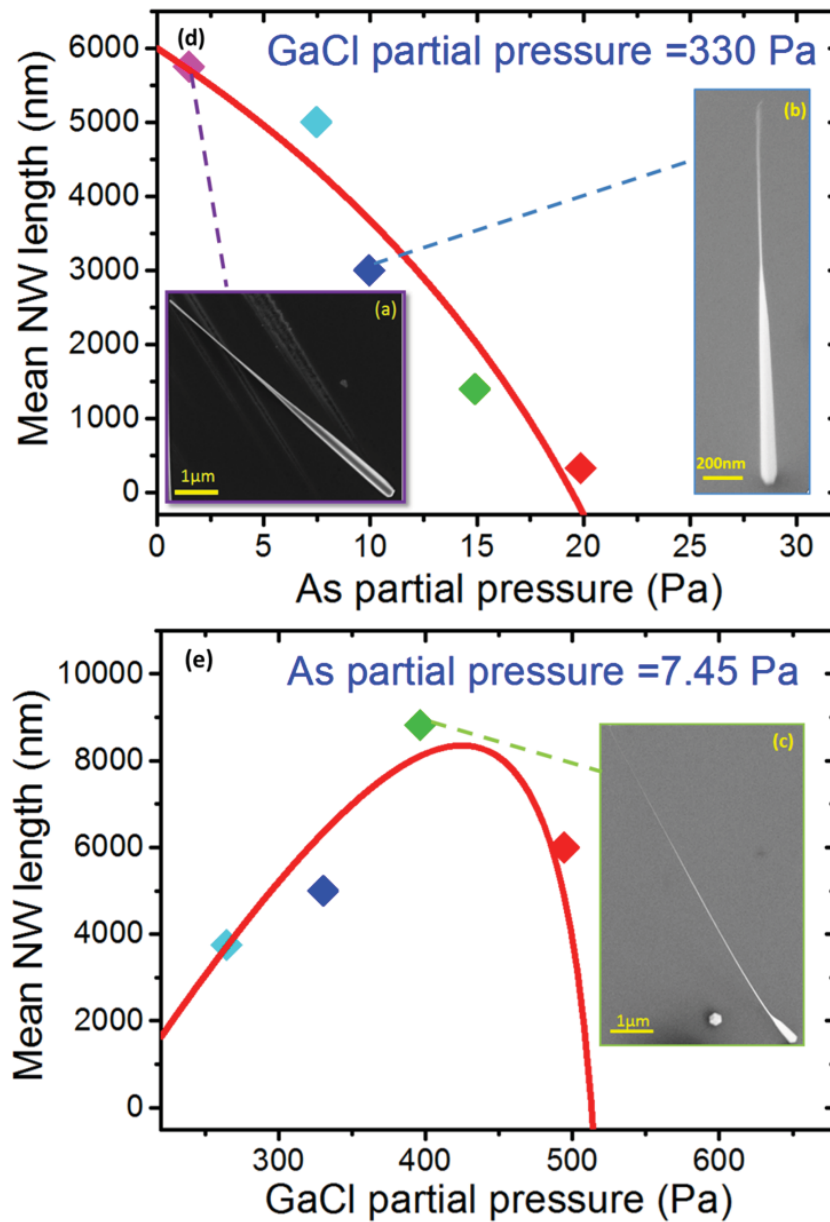 (d)
GaCl partial pressure =330 Pa
Mean NW length (nm)
6000
5000
4000
3000
2000
1000
0
(a)
1µm
(b)
200nm
0 5 10 15 20 25 30
As partial pressure (Pa)
(e)
As partial pressure =7.45 Pa
Mean NW length (nm)
10000
8000
6000
4000
2000
0
(c)
1µm
300 400 500 600
GaCl partial pressure (Pa)